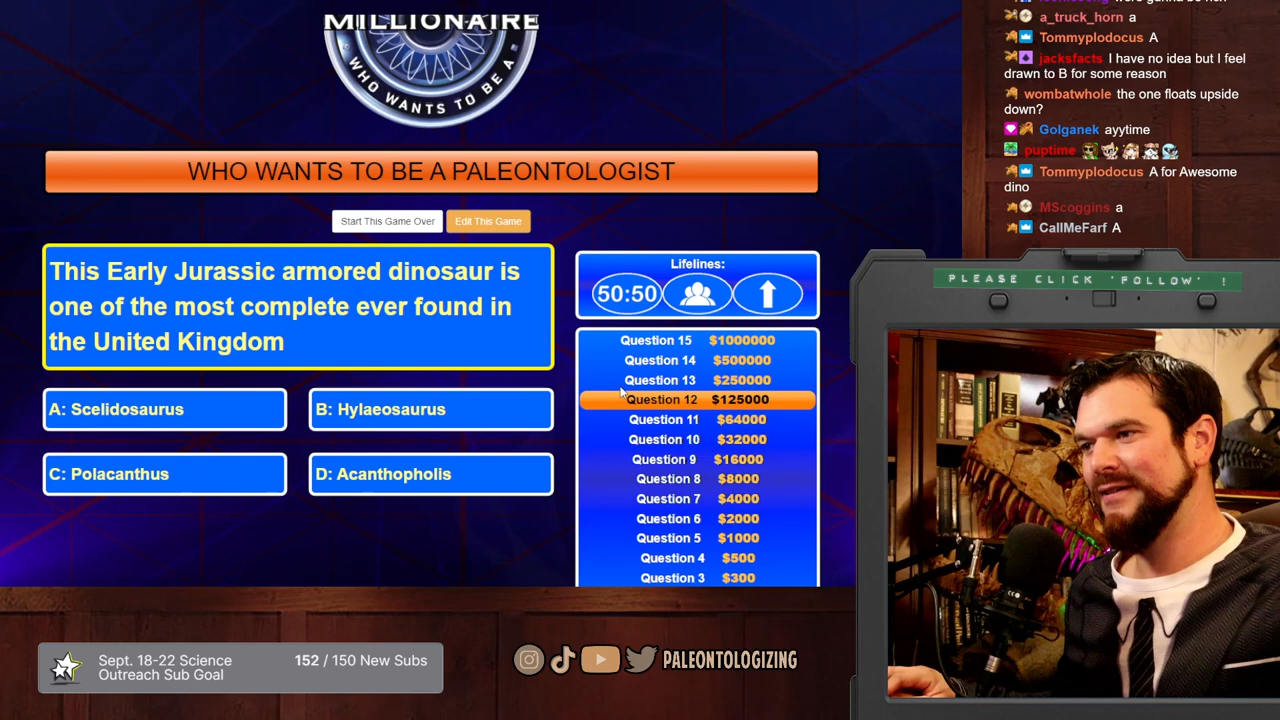 MILLIONAIRE
WHO WANTS TO BE A
WHO WANTS TO BE A PALEONTOLOGIST
Start This Game Over
Edit This Game
This Early Jurassic armored dinosaur is
one of the most complete ever found in
the United Kingdom
A: Scelidosaurus
B: Hylaeosaurus
C: Polacanthus
D: Acanthopholis
Lifelines:
50:50
Question 15 $1000000
Question 14 $500000
Question 13 $250000
Question 12 $125000
Question 11 $64000
Question 10 $32000
Question 9 $16000
Question 8 $8000
Question 7 $4000
Question 6 $2000
Question 5 $1000
Question 4 $500
Question 3 $300
a_truck_horn a
Tommyplodocus A
jacksfacts I have no idea but I feel
drawn to B for some reason
wombatwhole the one floats upside
down?
Golganek ayytime
puptime
Tommyplodocus A for Awesome
dino
MScoggins a
CallMeFarf A
PLEASE CLICK 'FOLLOW' !
Sept. 18-22 Science
Outreach Sub Goal
152 / 150 New Subs
PALEONTOLOGIZING